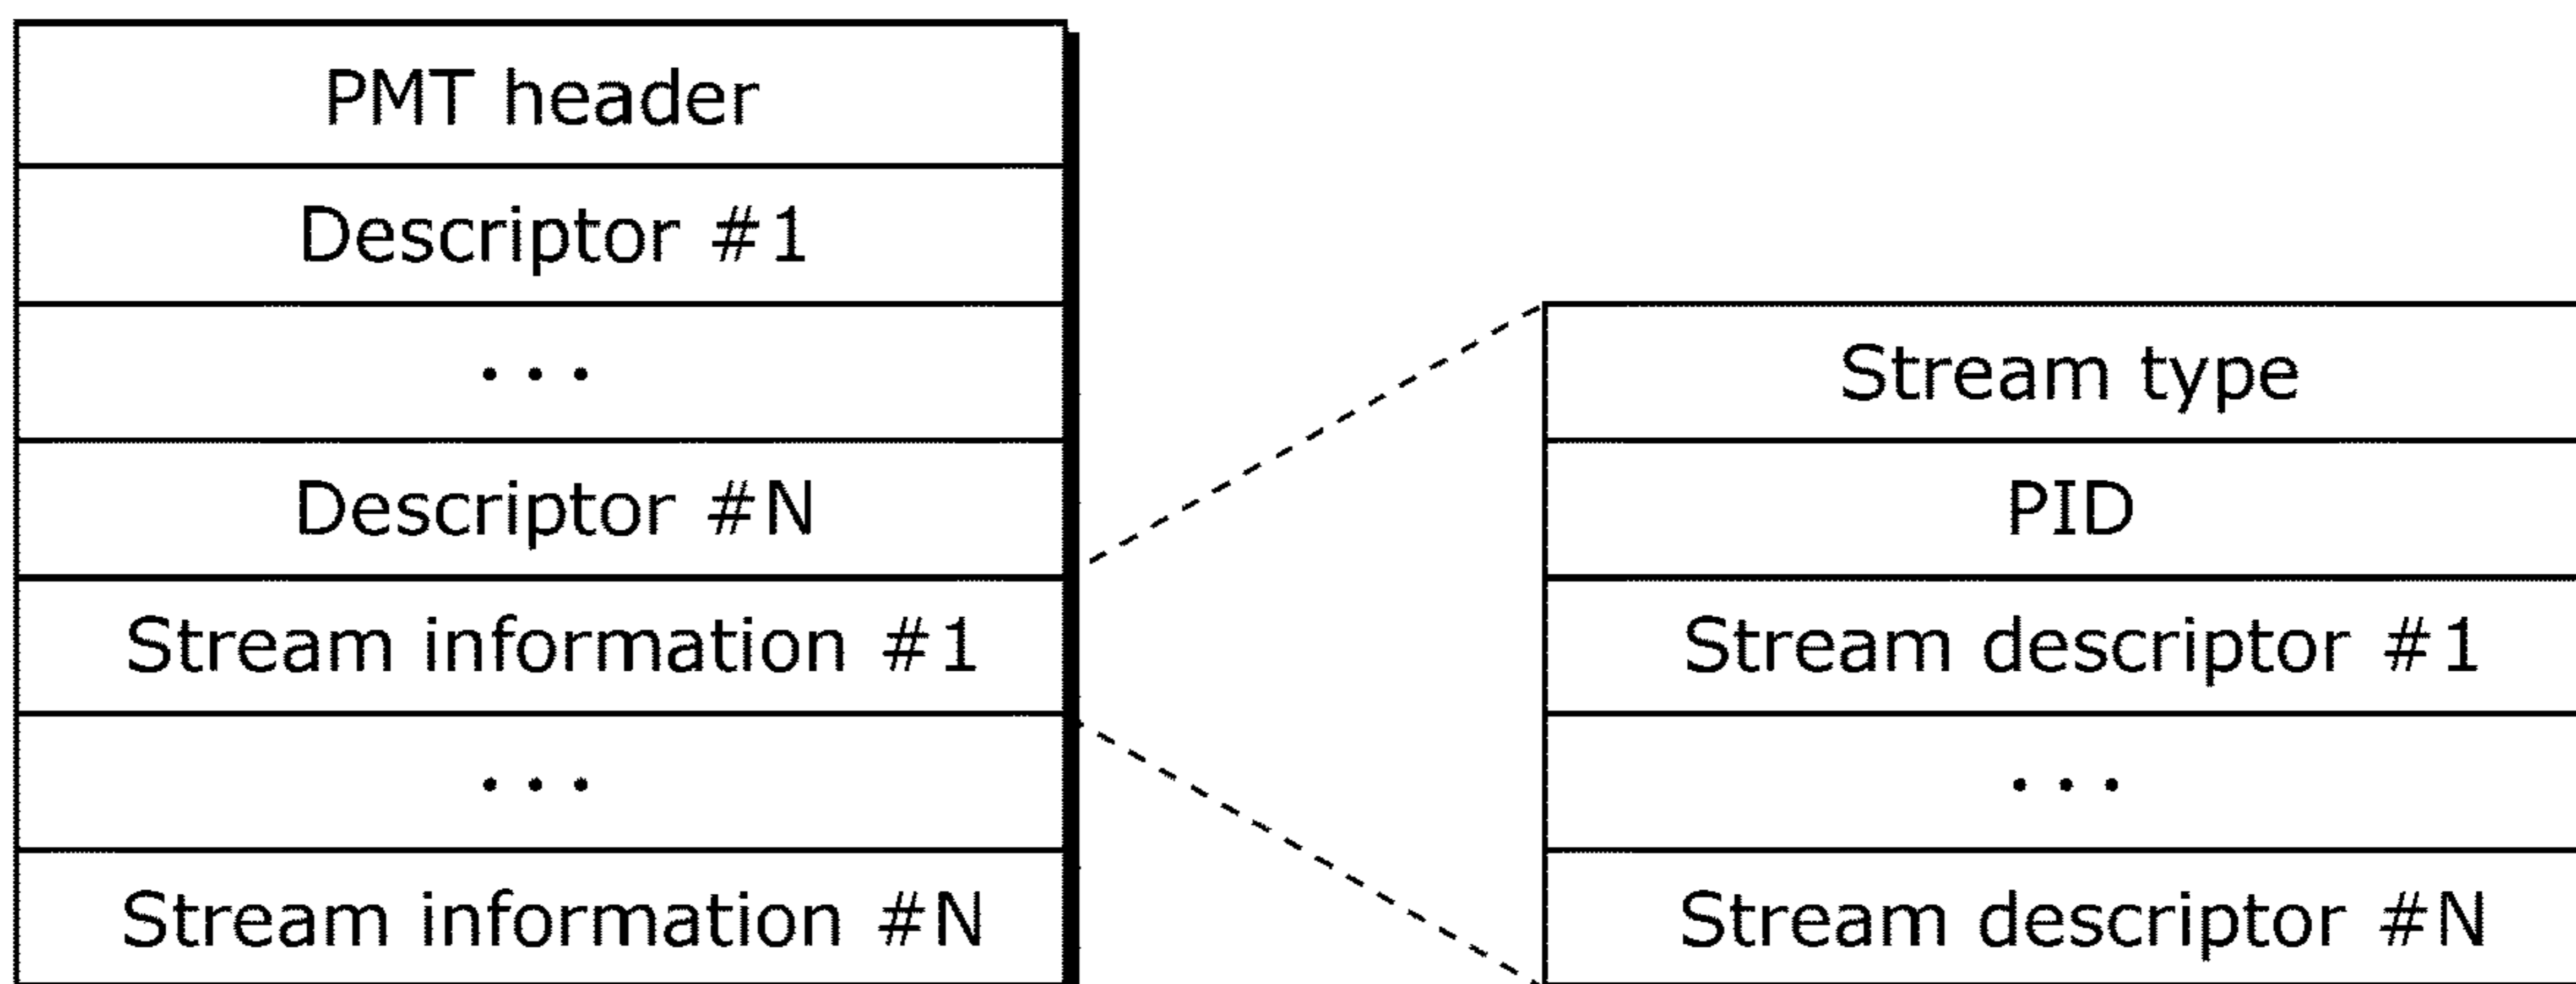 PMT header
Descriptor #1
...
Descriptor #N
Stream information #1
...
Stream information #N
Stream type
PID
Stream descriptor #1
...
Stream descriptor #N